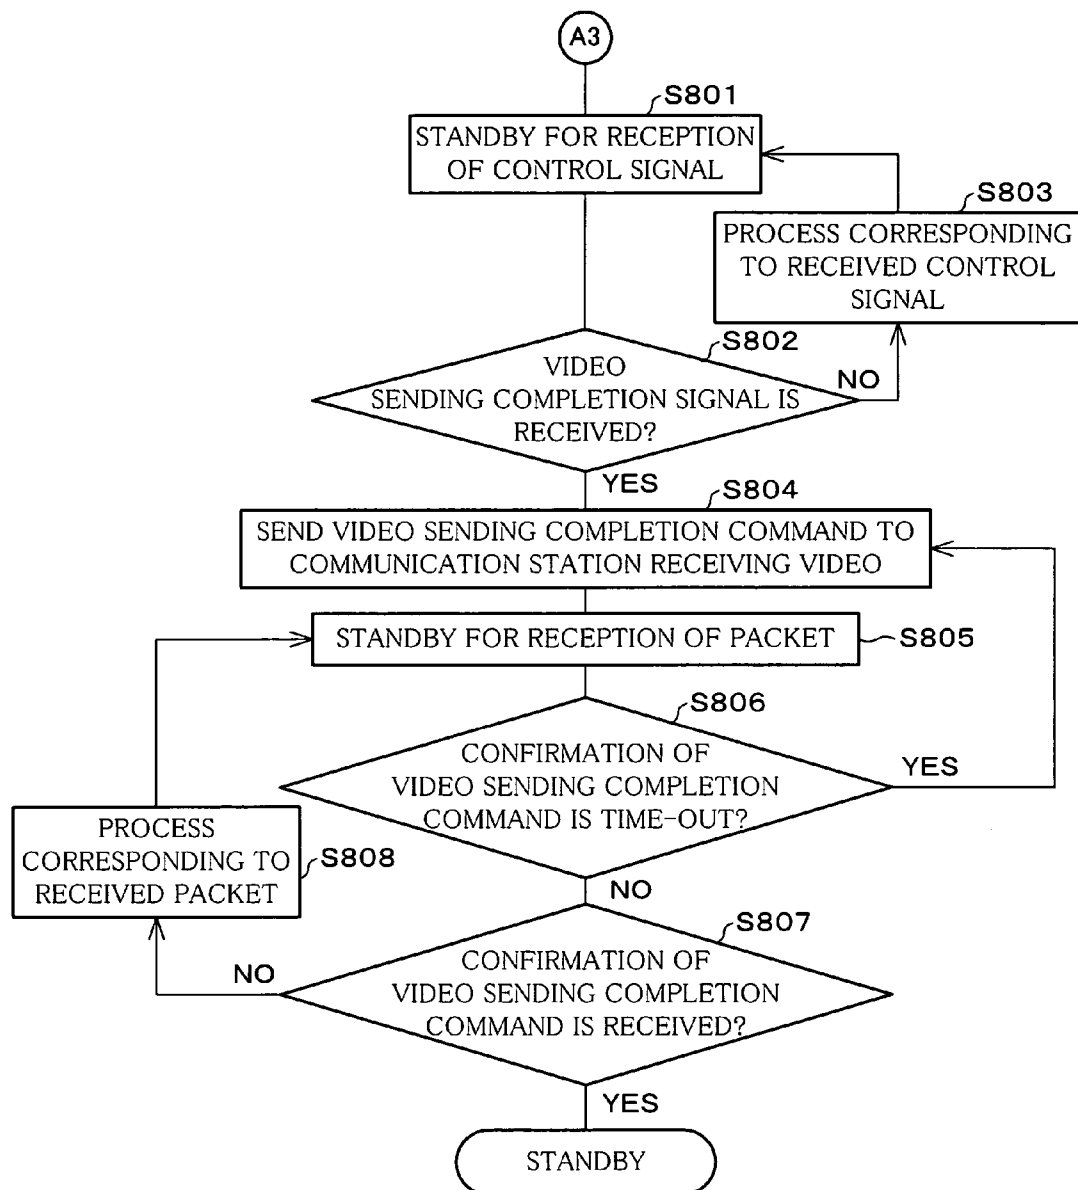 A3
S801
STANDBY FOR RECEPTION
OF CONTROL SIGNAL
S803
PROCESS CORRESPONDING
TO RECEIVED CONTROL
SIGNAL
S802
VIDEO
SENDING COMPLETION SIGNAL IS
RECEIVED?
NO
YES
S804
SEND VIDEO SENDING COMPLETION COMMAND TO
COMMUNICATION STATION RECEIVING VIDEO
STANDBY FOR RECEPTION OF PACKET
S805
S806
CONFIRMATION OF
VIDEO SENDING COMPLETION
COMMAND IS TIME-OUT?
YES
NO
PROCESS
CORRESPONDING TO
RECEIVED PACKET
S808
S807
CONFIRMATION OF
VIDEO SENDING COMPLETION
COMMAND IS RECEIVED?
NO
YES
STANDBY